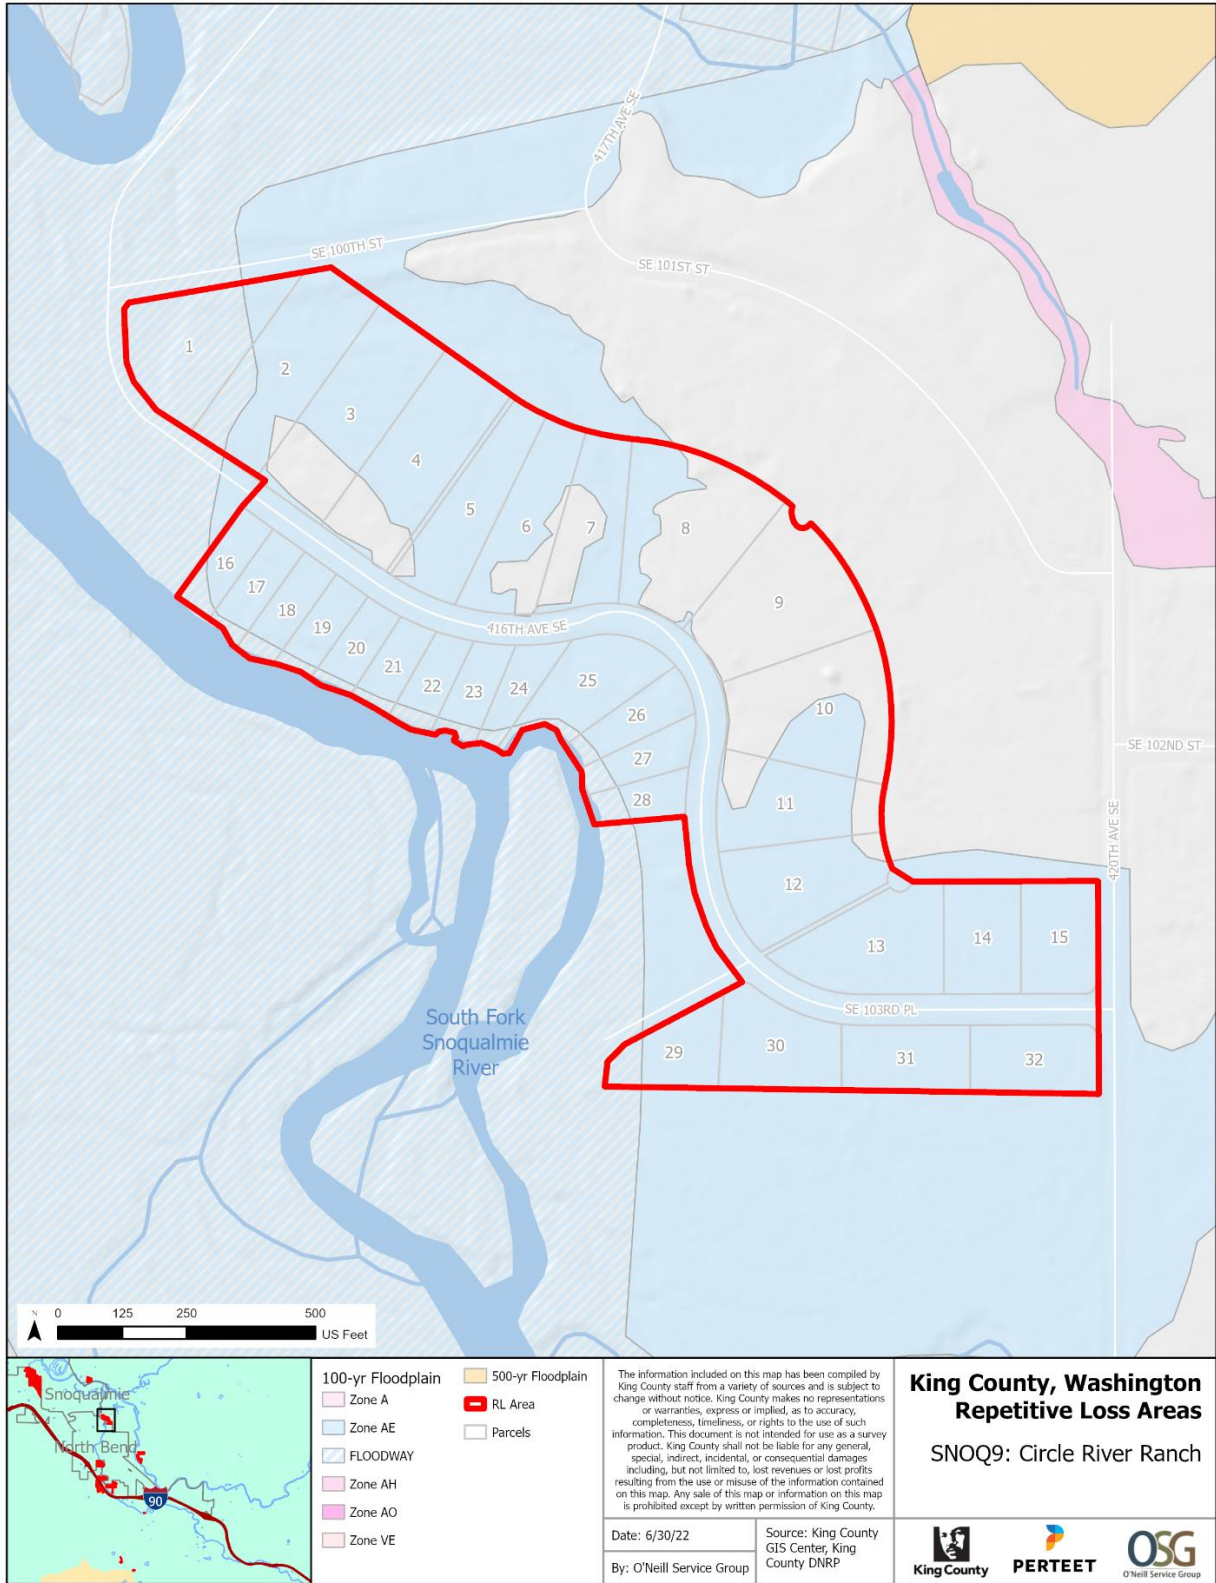 417TH AVE SE
SE 100TH ST
SE 101ST ST
1
2
3
4
5
6
7
8
9
10
11
12
13
14
15
16
17
18
19
20
21
22
23
24
25
26
27
28
29
30
31
32
416TH AVE SE
SE 102ND ST
420TH AVE SE
SE 103RD PL
South Fork
Snoqualmie
River
N
0 125 250 500
US Feet
Snoqualmie
North Bend
90
100-yr Floodplain
Zone A
Zone AE
FLOODWAY
Zone AH
Zone AO
Zone VE
500-yr Floodplain
RL Area
Parcels
The information included on this map has been compiled by
King County staff from a variety of sources and is subject to
change without notice. King County makes no representations
or warranties, express or implied, as to accuracy,
completeness, timeliness, or rights to the use of such
information. This document is not intended for use as a survey
product. King County shall not be liable for any general,
special, indirect, incidental, or consequential damages
including, but not limited to, lost revenues or lost profits
resulting from the use or misuse of the information contained
on this map. Any sale of this map or information on this map
is prohibited except by written permission of King County.
Date: 6/30/22
By: O'Neill Service Group
Source: King County
GIS Center, King
County DNRP
King County, Washington
Repetitive Loss Areas
SNOQ9: Circle River Ranch
King County
PERTEET
OSG
O'Neill Service Group